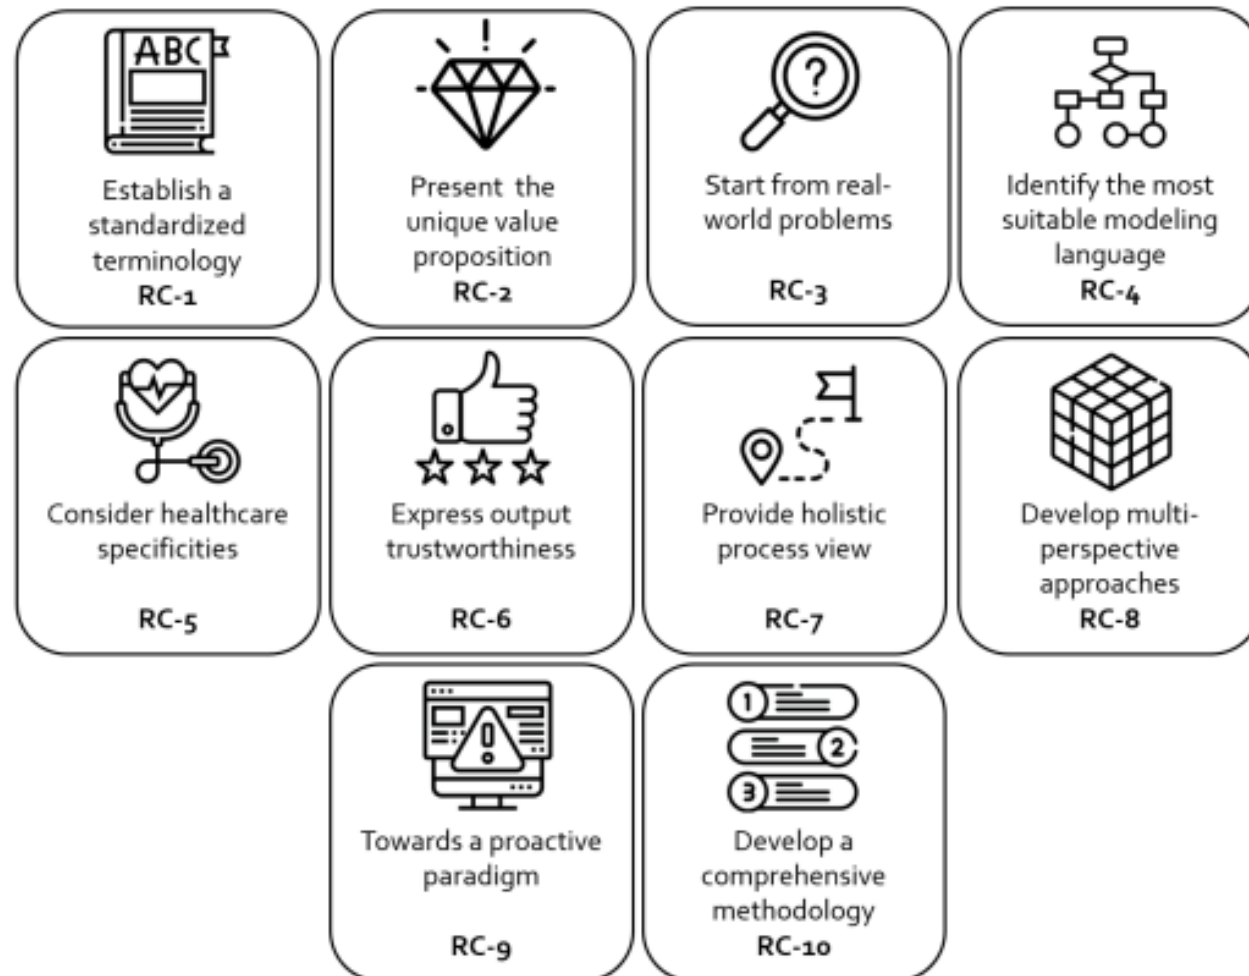 ABC
Establish a
standardized
terminology
RC-1
Present the
unique value
proposition
RC-2
?
Start from real-
world problems
RC-3
Identify the most
suitable modeling
language
RC-4
Consider healthcare
specificities
RC-5
Express output
trustworthiness
RC-6
Provide holistic
process view
RC-7
Develop multi-
perspective
approaches
RC-8
!
Towards a proactive
paradigm
RC-9
1
2
3
Develop a
comprehensive
methodology
RC-10